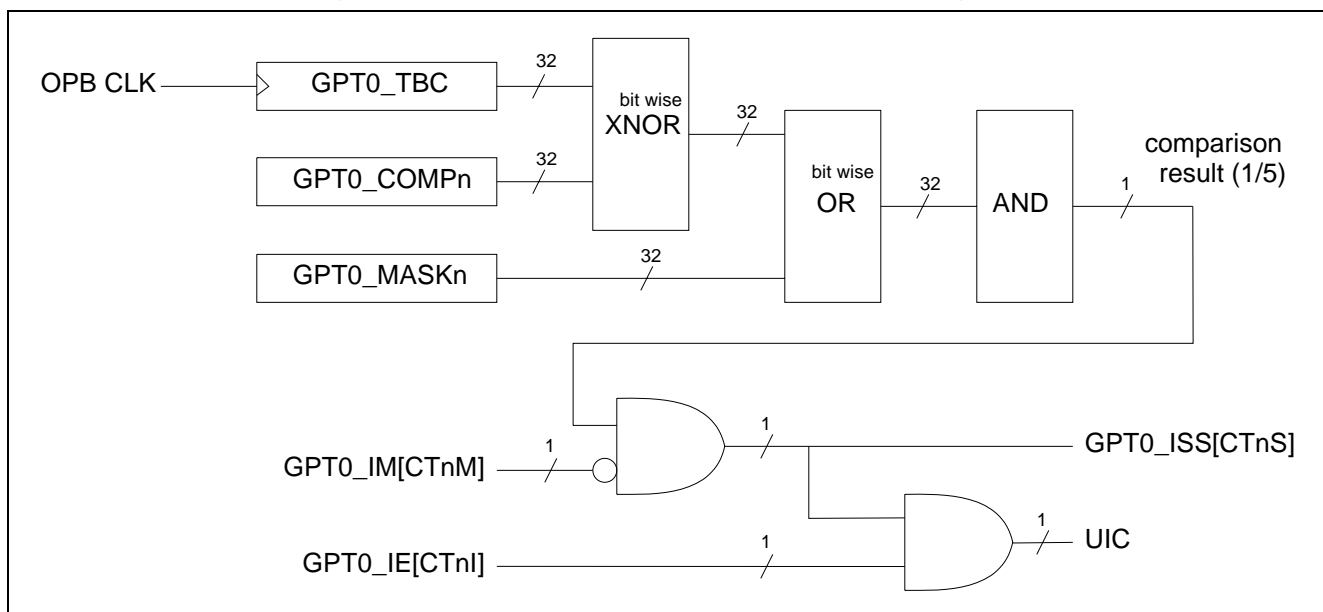 OPB CLK
GPT0_TBC
32
bit wise
XNOR
32
GPT0_COMPn
32
bit wise
OR
32
AND
1
comparison
result (1/5)
GPT0_MASKn
32
1
GPT0_ISS[CTnS]
GPT0_IM[CTnM]
1
GPT0_IE[CTnI]
1
1
UIC